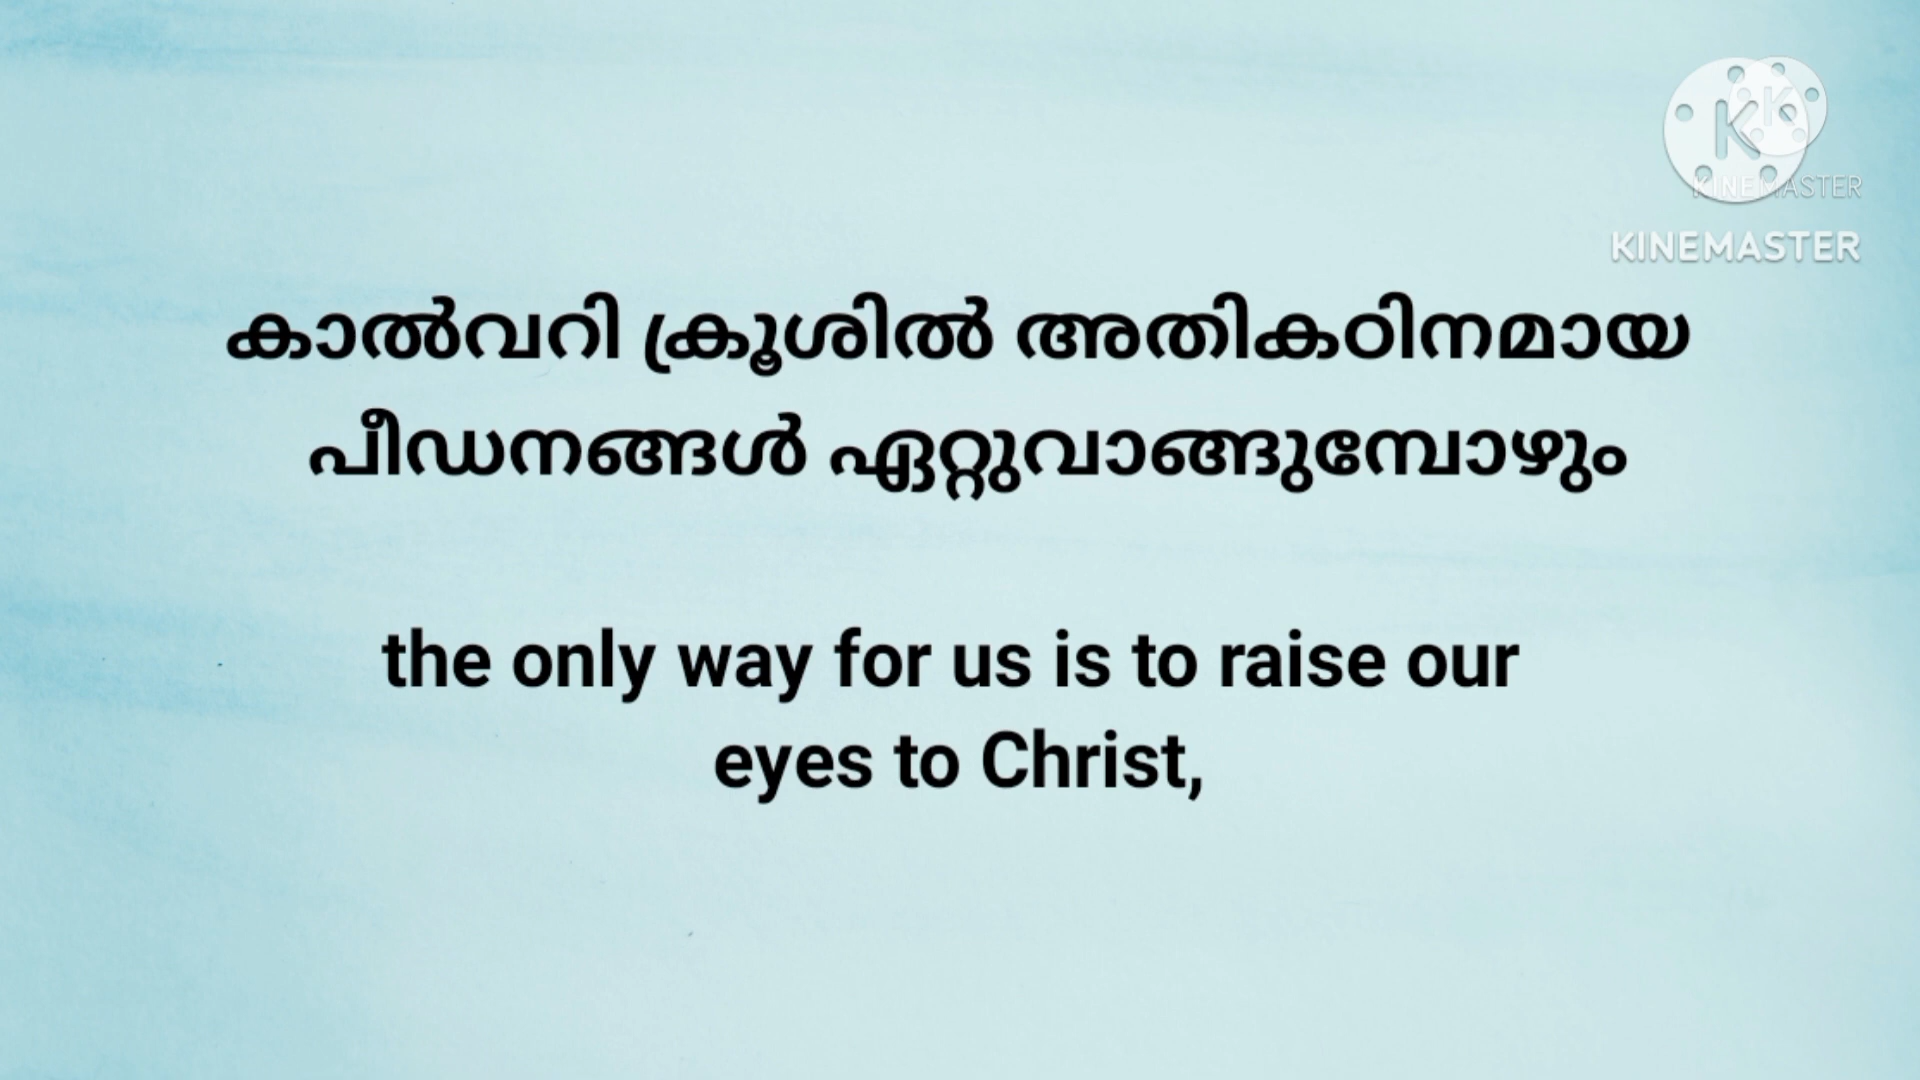 KINEMASTER
KINEMASTER
കാൽവറി ക്രൂശിൽ അതികഠിനമായ
പീഡനങ്ങൾ ഏറ്റുവാങ്ങുമ്പോഴും
the only way for us is to raise our
eyes to Christ,